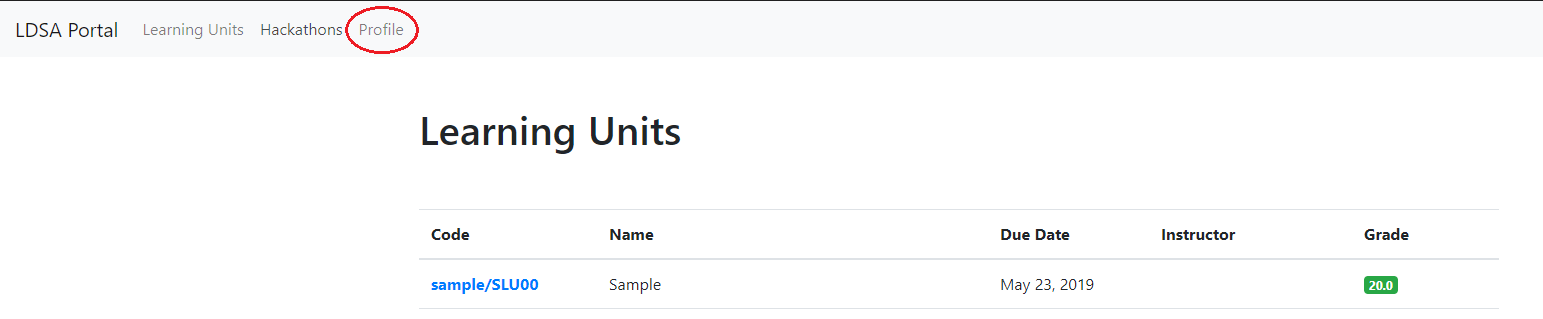 LDSA Portal Learning Units Hackathons Profile
Learning Units
Code Name Due Date Instructor Grade
sample/SLU00 Sample May 23, 2019 20.0